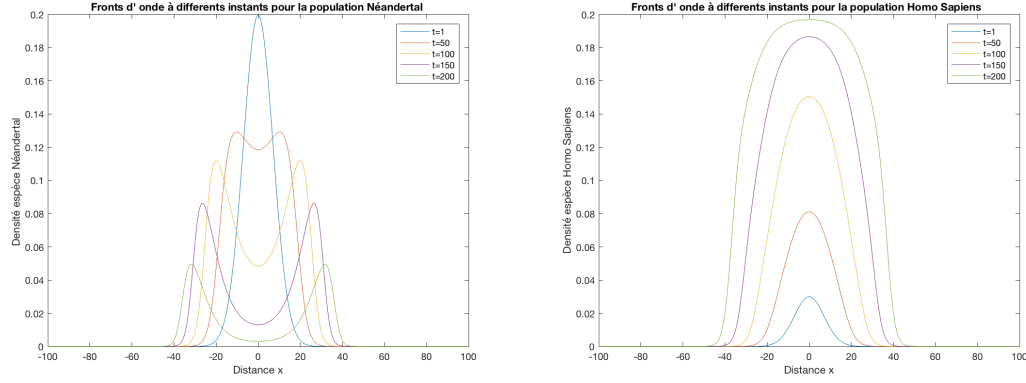 Fronts d' onde à differents instants pour la population Néandertal
Densité espèce Néandertal
0.2
0.18
0.16
0.14
0.12
0.1
0.08
0.06
0.04
0.02
0
-100
-80
-60
-40
-20
0
20
40
60
80
100
Distance x
t=1
t=50
t=100
t=150
t=200
Fronts d' onde à differents instants pour la population Homo Sapiens
Densité espèce Homo Sapiens
0.2
0.18
0.16
0.14
0.12
0.1
0.08
0.06
0.04
0.02
0
-100
-80
-60
-40
-20
0
20
40
60
80
100
Distance x
t=1
t=50
t=100
t=150
t=200